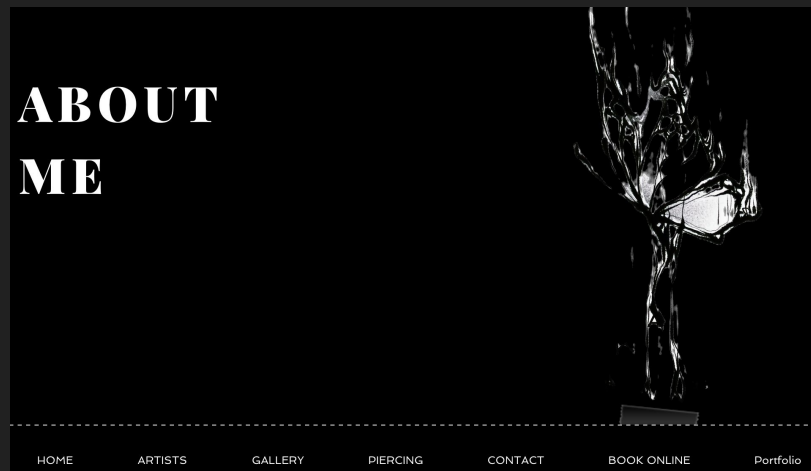 ABOUT
ME
HOME ARTISTS GALLERY PIERCING CONTACT BOOK ONLINE Portfolio